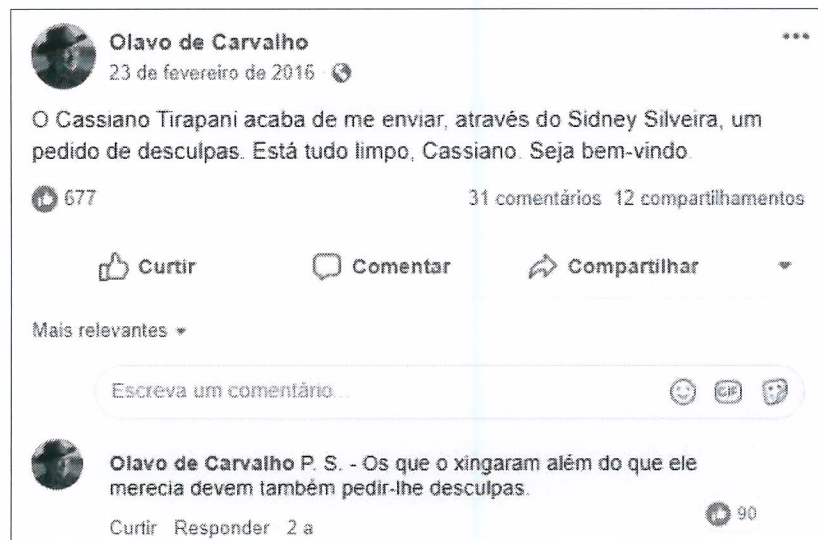 Olavo de Carvalho
23 de fevereiro de 2016
O Cassiano Tirapani acaba de me enviar, através do Sidney Silveira, um
pedido de desculpas. Está tudo limpo, Cassiano. Seja bem-vindo.
677
31 comentários 12 compartilhamentos
Curtir Comentar Compartilhar
Mais relevantes
Escreva um comentário...
GIF
Olavo de Carvalho P. S. - Os que o xingaram além do que ele
merecia devem também pedir-lhe desculpas.
90
Curtir Responder 2 a